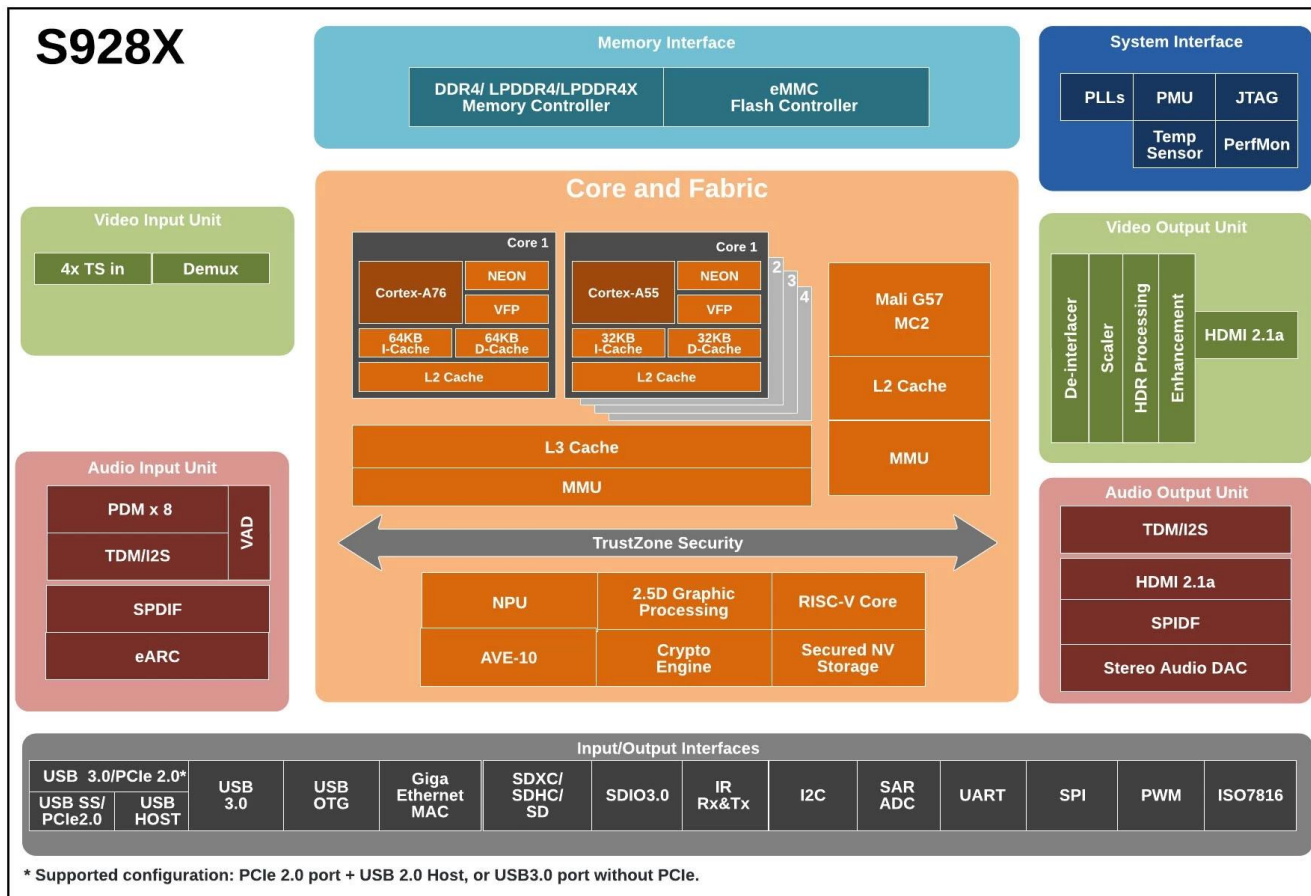 S928X
Memory Interface
DDR4/ LPDDR4/LPDDR4X
Memory Controller
eMMC
Flash Controller
System Interface
PLLs
PMU
JTAG
Temp
Sensor
PerfMon
Video Input Unit
4x TS in
Demux
Core and Fabric
Core 1
Cortex-A76
NEON
VFP
64KB
I-Cache
64KB
D-Cache
L2 Cache
Core 1
2
3
4
Cortex-A55
NEON
VFP
32KB
I-Cache
32KB
D-Cache
L2 Cache
Mali G57
MC2
L2 Cache
MMU
L3 Cache
MMU
TrustZone Security
NPU
2.5D Graphic
Processing
RISC-V Core
AVE-10
Crypto
Engine
Secured NV
Storage
Video Output Unit
De-interlacer
Scaler
HDR Processing
Enhancement
HDMI 2.1a
Audio Input Unit
PDM x 8
TDM/I2S
VAD
SPDIF
eARC
Audio Output Unit
TDM/I2S
HDMI 2.1a
SPIDF
Stereo Audio DAC
Input/Output Interfaces
USB 3.0/PCIe 2.0*
USB SS/
PCIe2.0
USB
HOST
USB
3.0
USB
OTG
Giga
Ethernet
MAC
SDXC/
SDHC/
SD
SDIO3.0
IR
Rx&Tx
I2C
SAR
ADC
UART
SPI
PWM
ISO7816
* Supported configuration: PCIe 2.0 port + USB 2.0 Host, or USB3.0 port without PCIe.